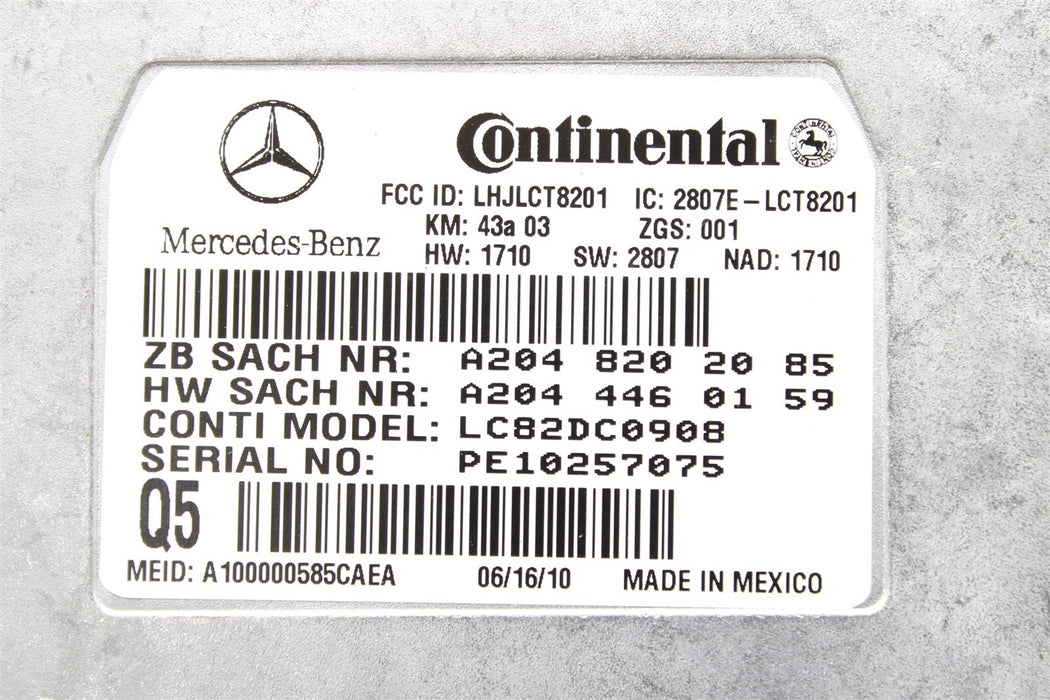 Continental
Mercedes-Benz
FCC ID: LHJLCT8201 IC: 2807E-LCT8201
KM: 43a 03 ZGS: 001
HW: 1710 SW: 2807 NAD: 1710
ZB SACH NR: A204 820 20 85
HW SACH NR: A204 446 01 59
CONTI MODEL: LC82DC0908
SERIAL NO: PE10257075
Q5
MEID: A100000585CAEA 06/16/10 MADE IN MEXICO